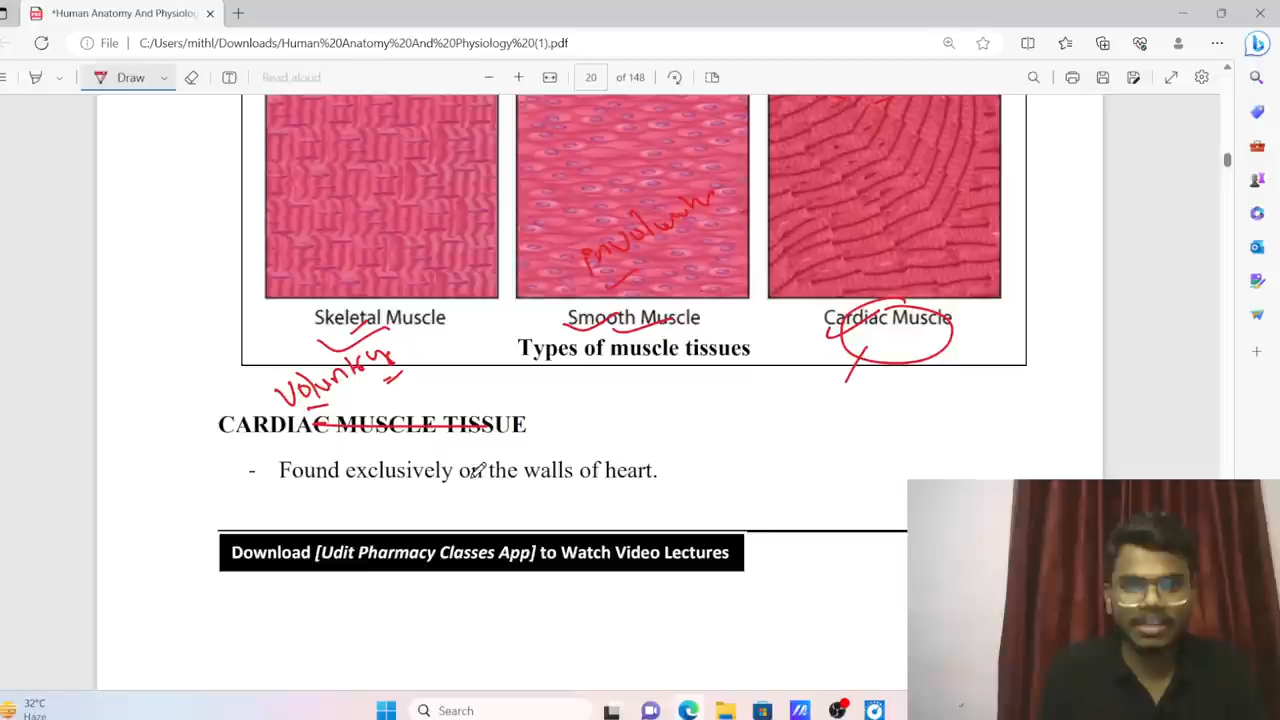 *Human Anatomy And Physiolog
File C:/Users/mithl/Downloads/Human%20Anatomy%20And%20Physiology%20(1).pdf
Draw Read aloud 20 of 148
Skeletal Muscle Smooth Muscle Cardiac Muscle
Types of muscle tissues
CARDIAC MUSCLE TISSUE
- Found exclusively on the walls of heart.
Download [Udit Pharmacy Classes App] to Watch Video Lectures
32°C
Haze
Search